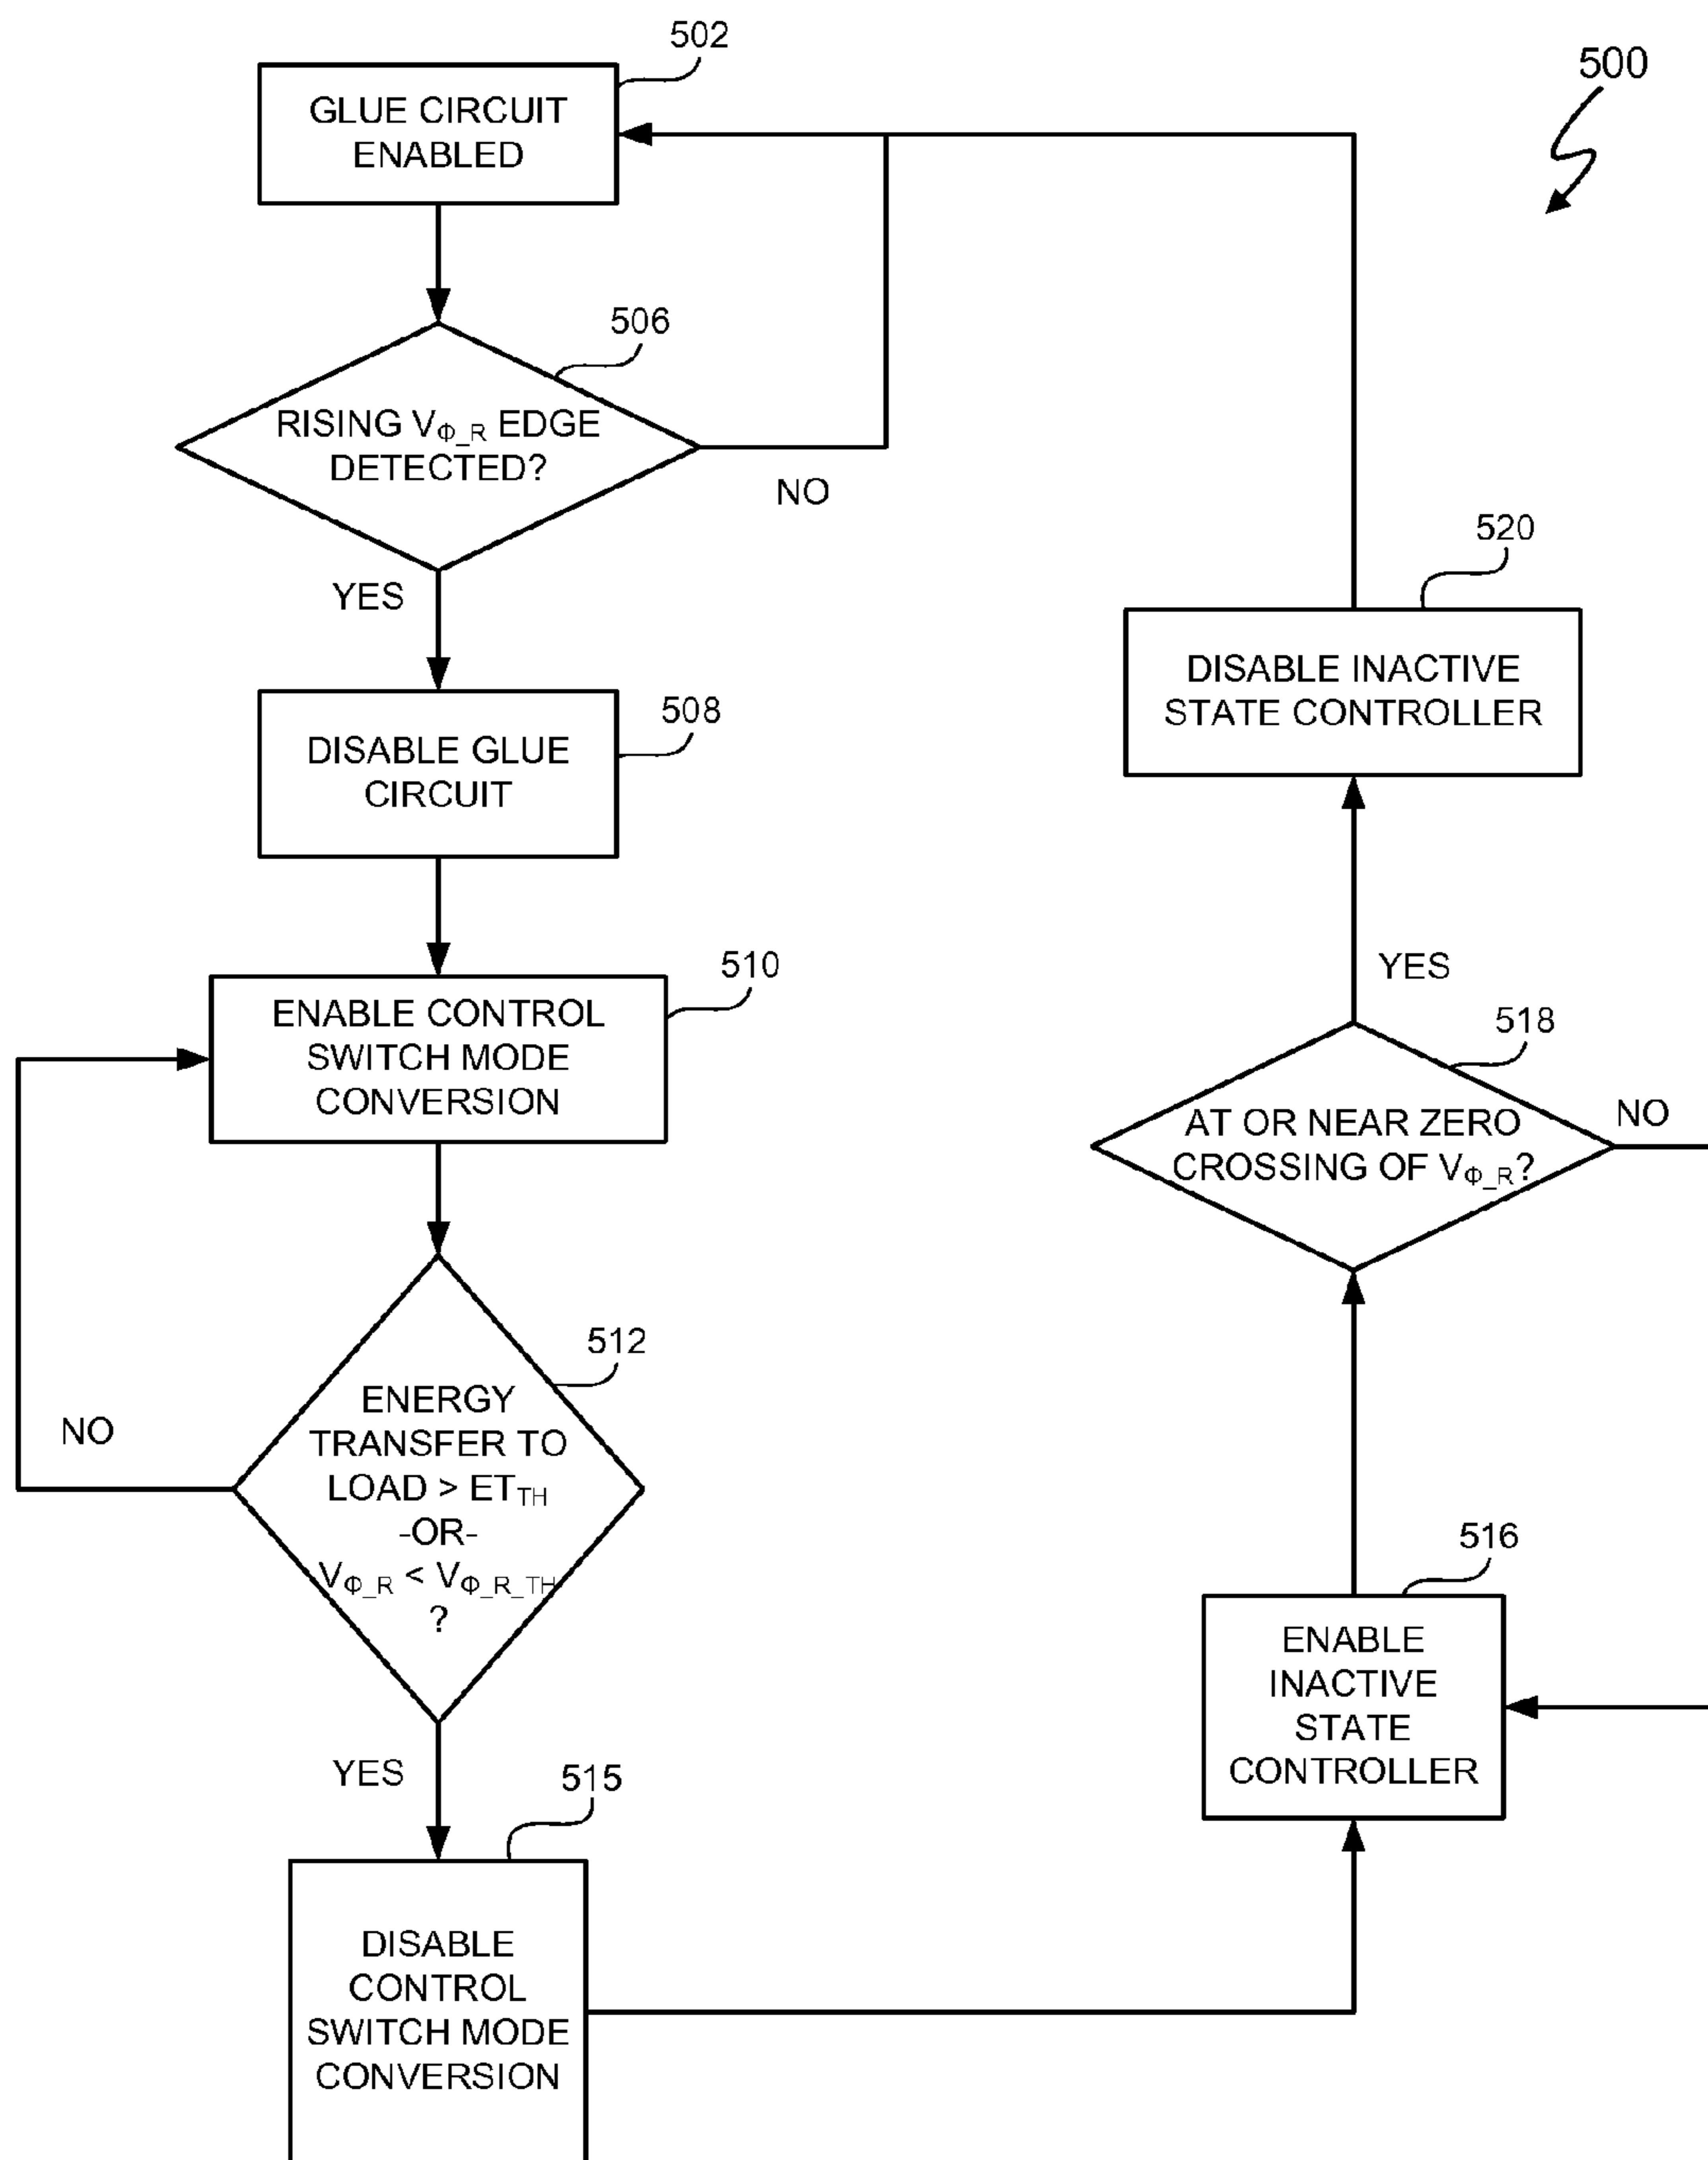 502
500
GLUE CIRCUIT
ENABLED
506
RISING VΦ_R EDGE
DETECTED?
NO
YES
508
DISABLE GLUE
CIRCUIT
510
ENABLE CONTROL
SWITCH MODE
CONVERSION
512
ENERGY
TRANSFER TO
LOAD > ETTH
-OR-
VΦ_R < VΦ_R_TH
?
NO
YES
515
DISABLE
CONTROL
SWITCH MODE
CONVERSION
520
DISABLE INACTIVE
STATE CONTROLLER
YES
518
AT OR NEAR ZERO
CROSSING OF VΦ_R?
NO
516
ENABLE
INACTIVE
STATE
CONTROLLER